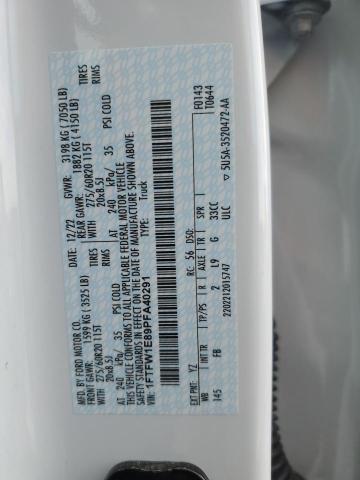 MFD. BY FORD MOTOR CO.
DATE: 12/22 GVWR: 3198 KG ( 7050 LB)
FRONT GAWR: 1599 KG ( 3525 LB) REAR GAWR: 1882 KG ( 4150 LB)
WITH 275/60R20 115T TIRES WITH 275/60R20 115T TIRES
20x8.5J RIMS 20x8.5J RIMS
AT 240 kPa/ 35 PSI COLD AT 240 kPa/ 35 PSI COLD
THIS VEHICLE CONFORMS TO ALL APPLICABLE FEDERAL MOTOR VEHICLE
SAFETY STANDARDS IN EFFECT ON THE DATE OF MANUFACTURE SHOWN ABOVE.
VIN: 1FTFW1E89PFA40291
TYPE: Truck
F0143
T0644
EXT PNT: YZ RC: 56 DSO:
WB INT TR TP/PS R AXLE TR SPR
145 FB 2 L9 G 33CC
ULC
2202212015747
5U5A-3520472-AA